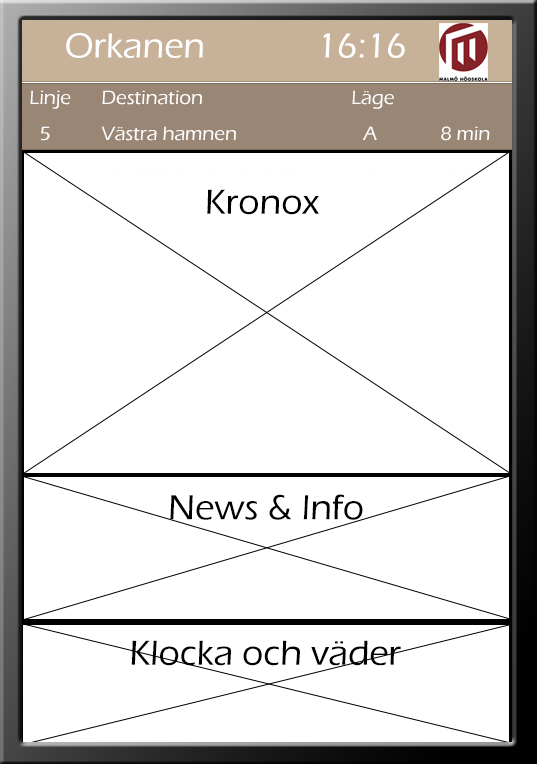 Orkanen 16:16
MALMÖ HÖGSKOLA
Linje Destination Läge
5 Västra hamnen A 8 min
Kronox
News & Info
Klocka och väder